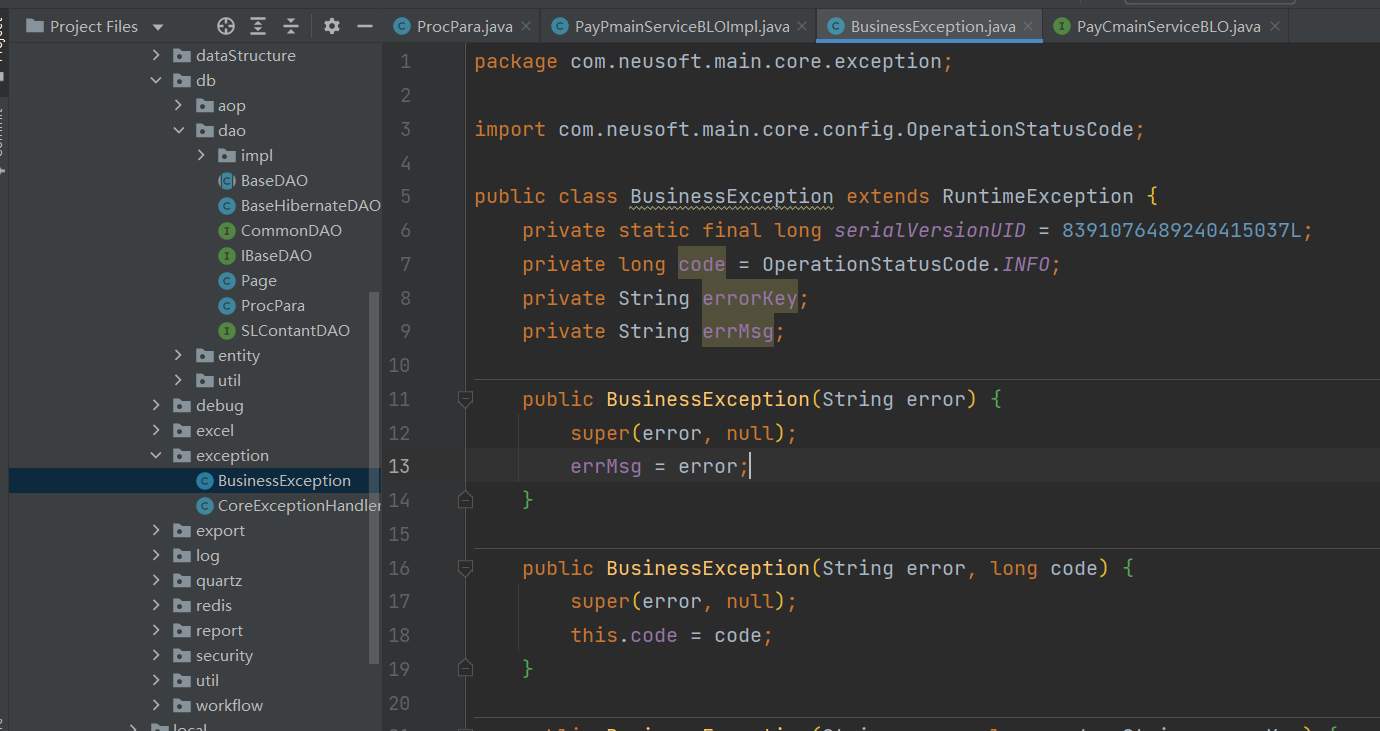 Project Files
ProcPara.java
PayPmainServiceBLOImpl.java
BusinessException.java
PayCmainServiceBLO.java
dataStructure
db
aop
dao
impl
BaseDAO
BaseHibernateDAO
CommonDAO
IBaseDAO
Page
ProcPara
SLContantDAO
entity
util
debug
excel
exception
BusinessException
CoreExceptionHandler
export
log
quartz
redis
report
security
util
workflow
local
1 package com.neusoft.main.core.exception;
2
3 import com.neusoft.main.core.config.OperationStatusCode;
4
5 public class BusinessException extends RuntimeException {
6 private static final long serialVersionUID = 8391076489240415037L;
7 private long code = OperationStatusCode.INFO;
8 private String errorKey;
9 private String errMsg;
10
11 public BusinessException(String error) {
12 super(error, null);
13 errMsg = error;
14 }
15
16 public BusinessException(String error, long code) {
17 super(error, null);
18 this.code = code;
19 }
20